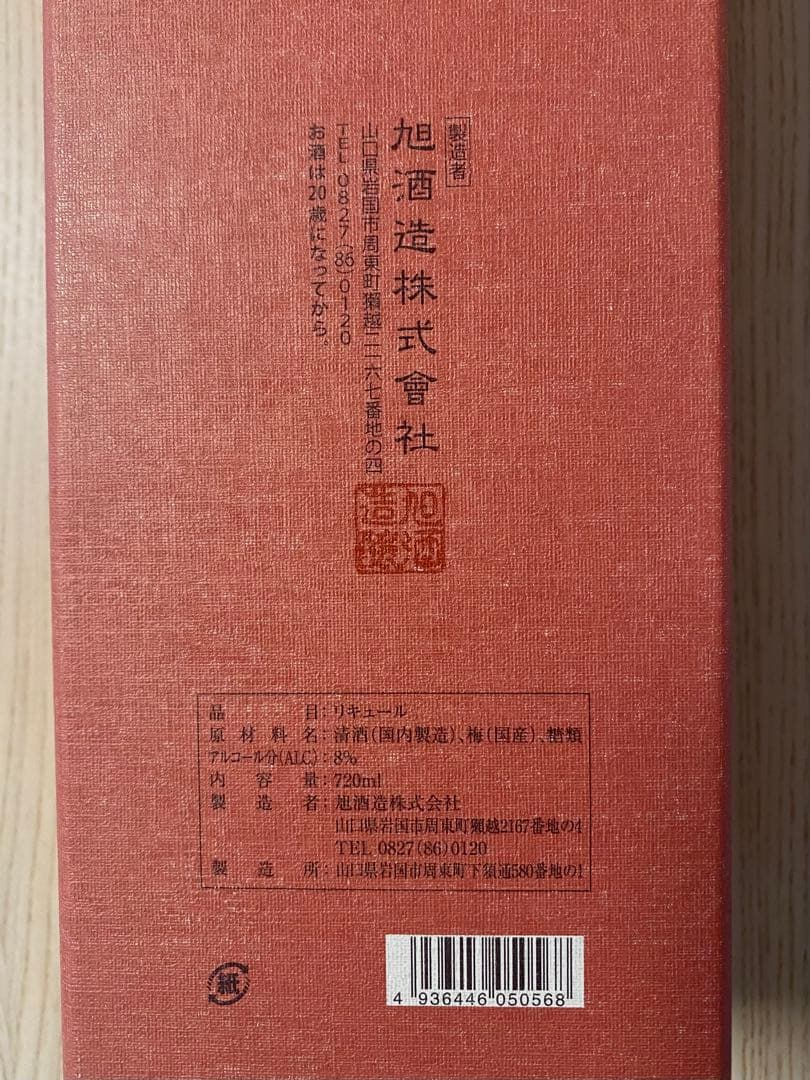 製造者
旭酒造株式會社
山口県岩国市周東町獺越二一六七番地の四
TEL 0827(86)0120
お酒は20歳になってから。
旭酒
造
品目:リキュール
原材料名:清酒(国内製造)、梅(国産)、糖類
アルコール分(ALC):8%
内容量:720ml
製造者:旭酒造株式会社
山口県岩国市周東町獺越2167番地の4
TEL 0827(86)0120
製造所:山口県岩国市周東町下須通580番地の1
紙
4 936446 050568